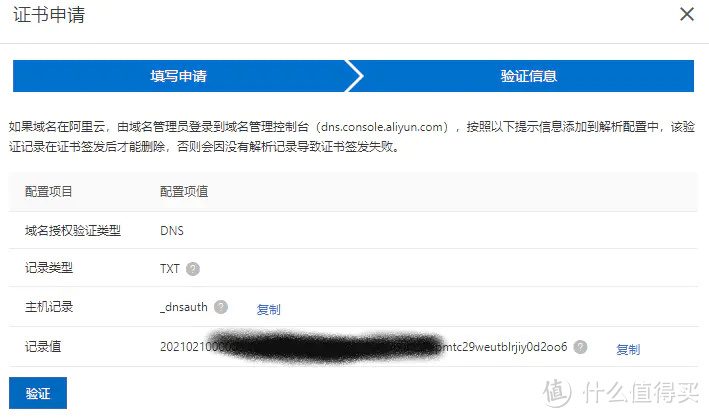 证书申请
填写申请
验证信息
如果域名在阿里云，由域名管理员登录到域名管理控制台（dns.console.aliyun.com），按照以下提示信息添加到解析配置中，该验
证记录在证书签发后才能删除，否则会因没有解析记录导致证书签发失败。
配置项目 配置项值
域名授权验证类型 DNS
记录类型 TXT ?
主机记录 _dnsauth ? 复制
记录值 20210210000 pmtc29weutblrjiy0d2oo6 ? 复制
验证
值 什么值得买